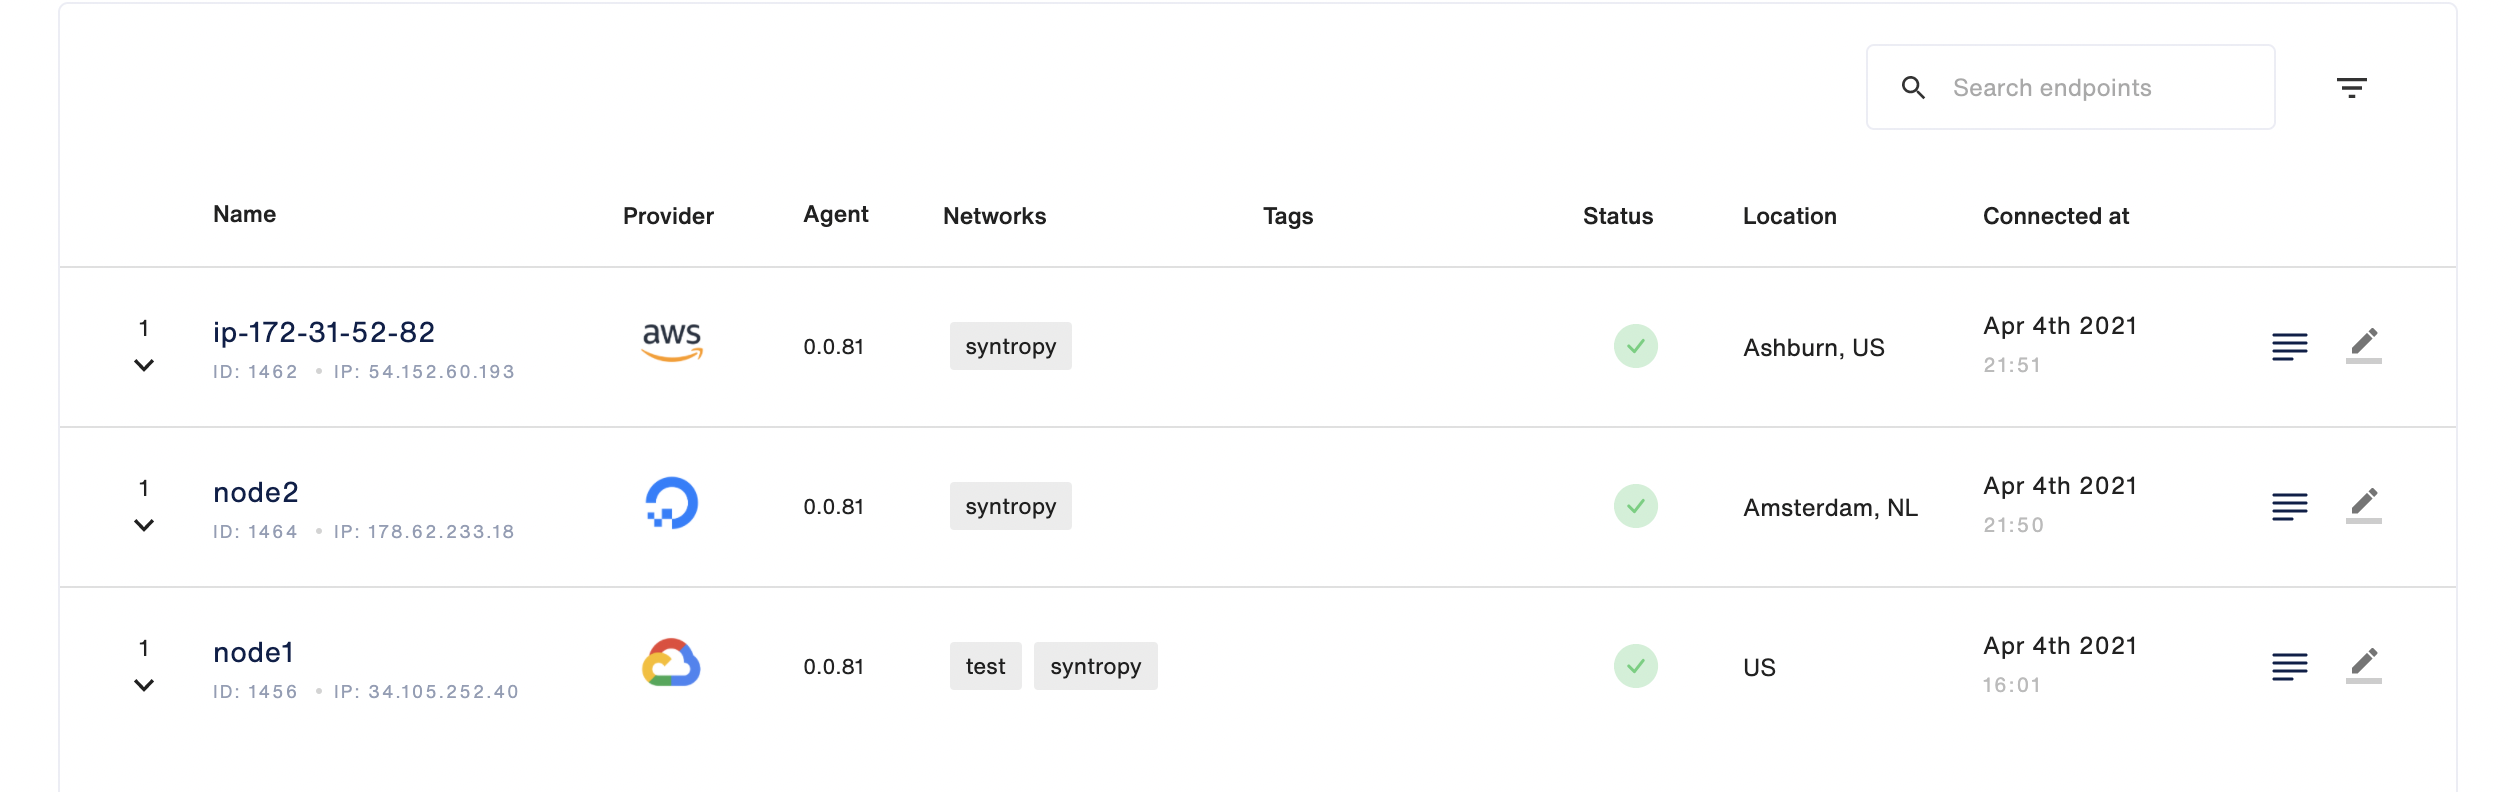 Search endpoints
Name Provider Agent Networks Tags Status Location Connected at
1 ip-172-31-52-82 aws 0.0.81 syntropy Ashburn, US Apr 4th 2021
ID: 1462 • IP: 54.152.60.193 21:51
1 node2 0.0.81 syntropy Amsterdam, NL Apr 4th 2021
ID: 1464 • IP: 178.62.233.18 21:50
1 node1 0.0.81 test syntropy US Apr 4th 2021
ID: 1456 • IP: 34.105.252.40 16:01